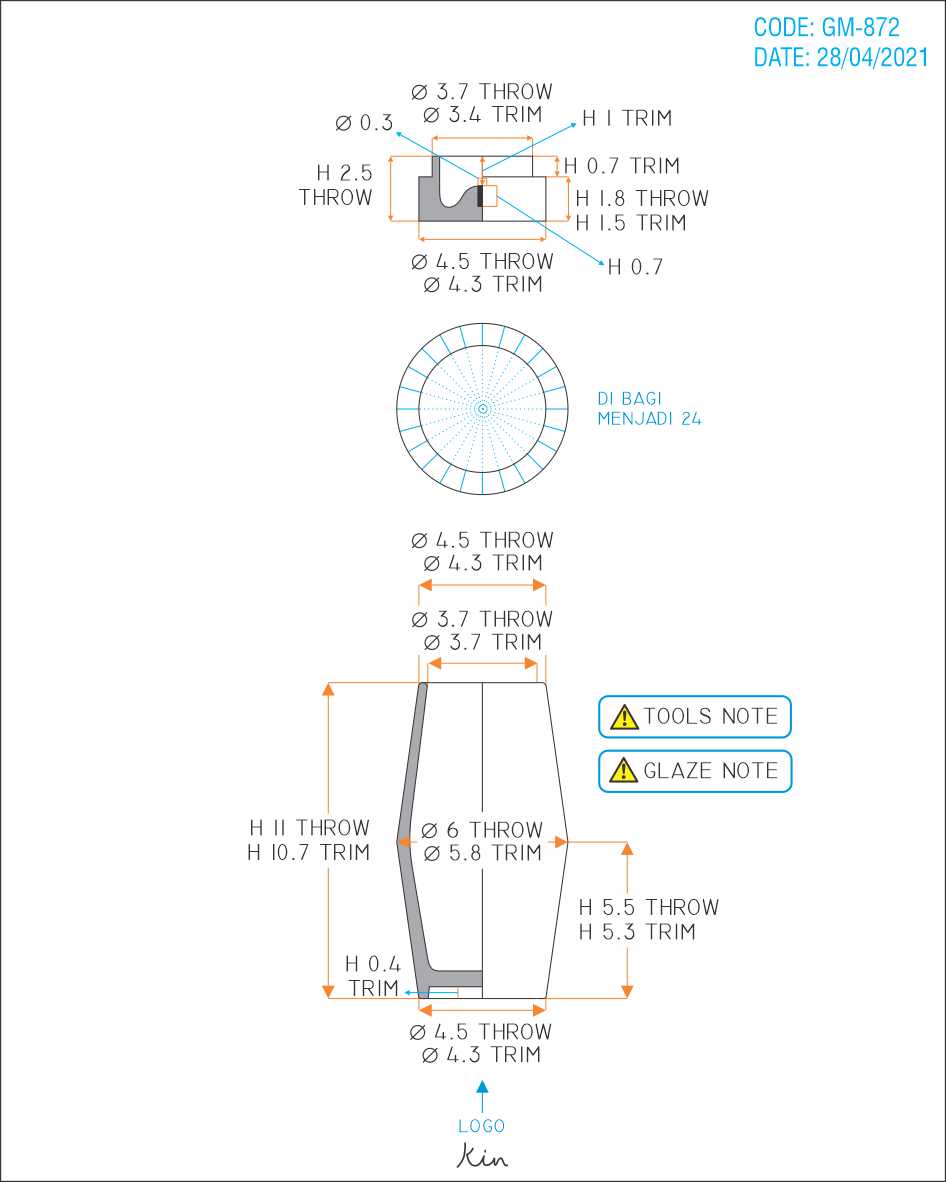 CODE: GM-872
DATE: 28/04/2021
Ø 3.7 THROW
Ø 3.4 TRIM
Ø 0.3
H 1 TRIM
H 2.5
THROW
H 0.7 TRIM
H 1.8 THROW
H 1.5 TRIM
Ø 4.5 THROW
Ø 4.3 TRIM
H 0.7
DI BAGI
MENJADI 24
Ø 4.5 THROW
Ø 4.3 TRIM
Ø 3.7 THROW
Ø 3.7 TRIM
TOOLS NOTE
GLAZE NOTE
H 11 THROW
H 10.7 TRIM
Ø 6 THROW
Ø 5.8 TRIM
H 5.5 THROW
H 5.3 TRIM
H 0.4
TRIM
Ø 4.5 THROW
Ø 4.3 TRIM
LOGO
Kin